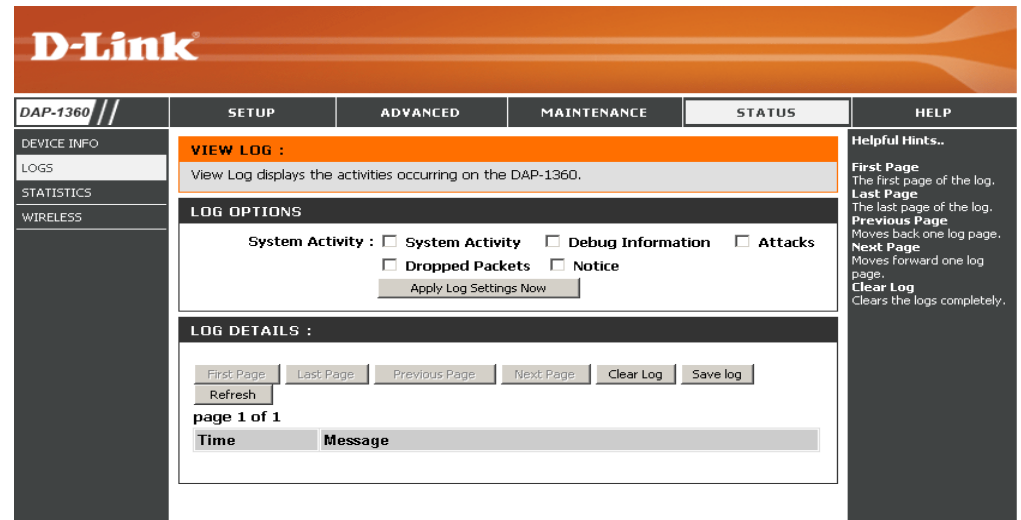 D-Link®
DAP-1360 //
SETUP
ADVANCED
MAINTENANCE
STATUS
HELP
DEVICE INFO
LOGS
STATISTICS
WIRELESS
VIEW LOG :
View Log displays the activities occurring on the DAP-1360.
LOG OPTIONS
System Activity : System Activity Debug Information Attacks
Dropped Packets Notice
Apply Log Settings Now
LOG DETAILS :
First Page Last Page Previous Page Next Page Clear Log Save log
Refresh
page 1 of 1
Time Message
Helpful Hints..
First Page
The first page of the log.
Last Page
The last page of the log.
Previous Page
Moves back one log page.
Next Page
Moves forward one log
page.
Clear Log
Clears the logs completely.